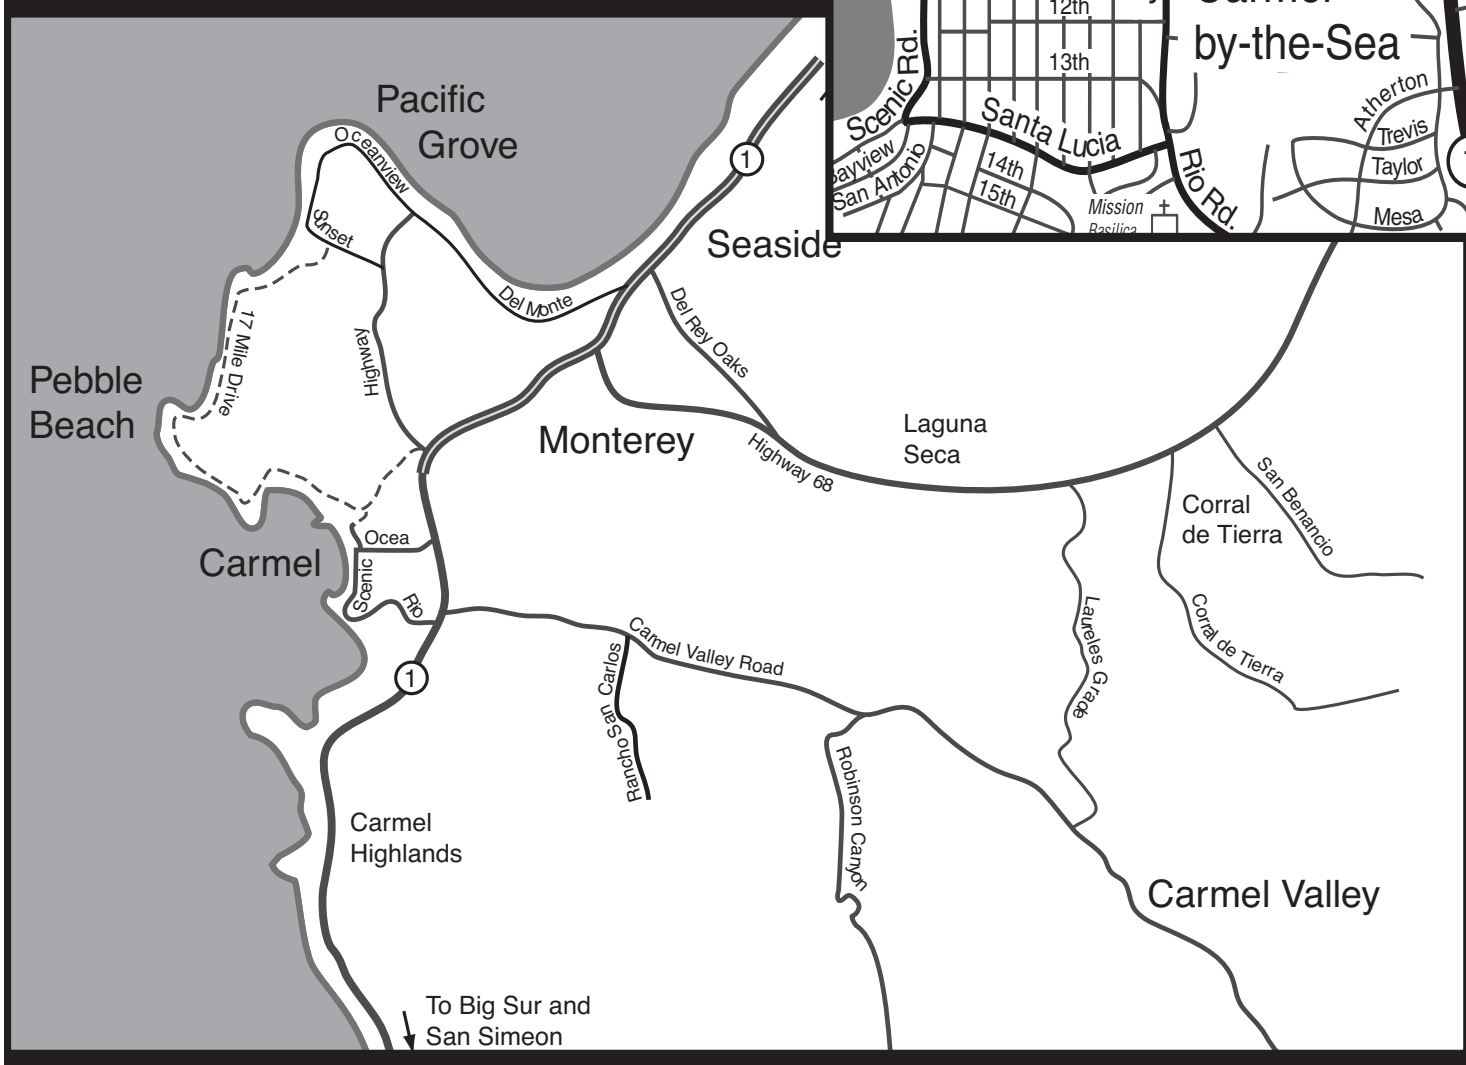 12th
by-the-Sea
13th
Scenic Rd.
Atherton
Santa Lucia
Trevis
Taylor
14th
15th
San Antonio
Rio Rd.
Mesa
Mission
Basilica
Pacific
Grove
Oceanview
1
Seaside
Sunset
Del Monte
Del Rey Oaks
17 Mile Drive
Highway
Pebble
Beach
Monterey
Highway 68
Laguna
Seca
San Benancio
Corral
de Tierra
Carmel
Ocea
Scenic
Rio
Carmel Valley Road
Rancho San Carlos
Laureles Grade
Corral de Tierra
1
Robinson Canyon
Carmel
Highlands
Carmel Valley
To Big Sur and
San Simeon